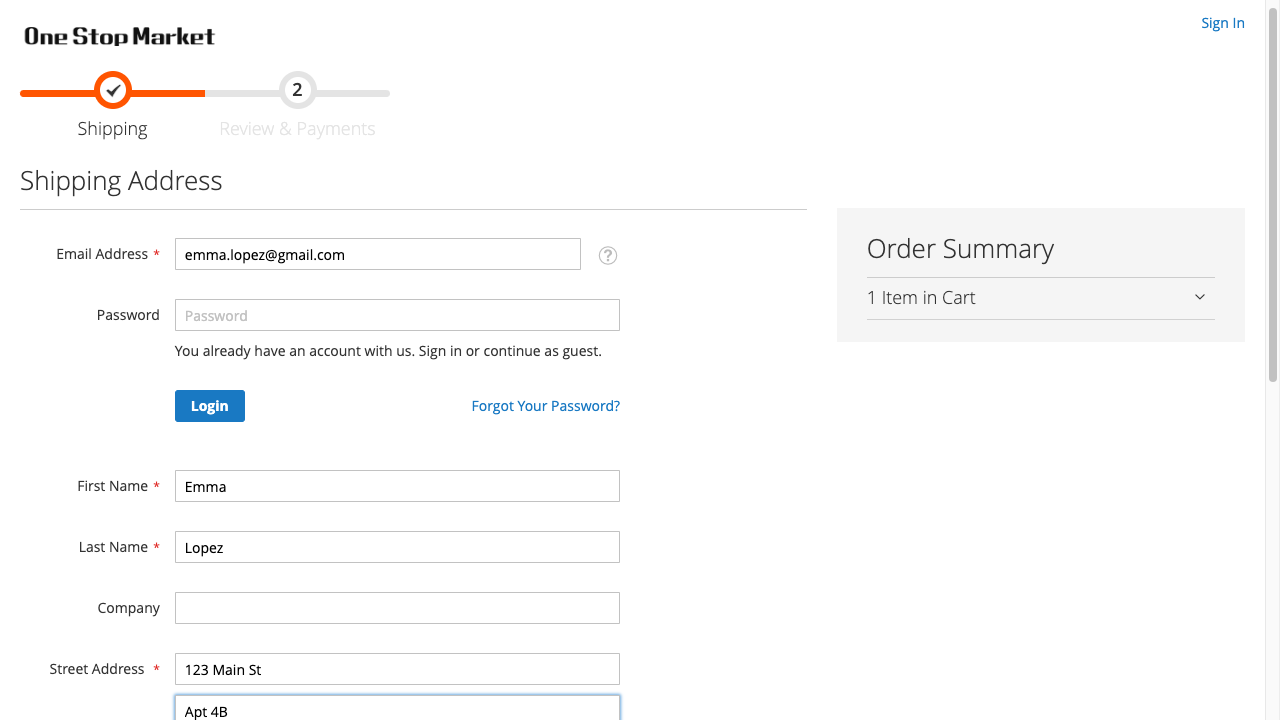 One Stop Market
Sign In
2
Shipping
Review & Payments
Shipping Address
Email Address *
emma.lopez@gmail.com
?
Password
Password
You already have an account with us. Sign in or continue as guest.
Login
Forgot Your Password?
First Name *
Emma
Last Name *
Lopez
Company
Street Address *
123 Main St
Apt 4B
Order Summary
1 Item in Cart